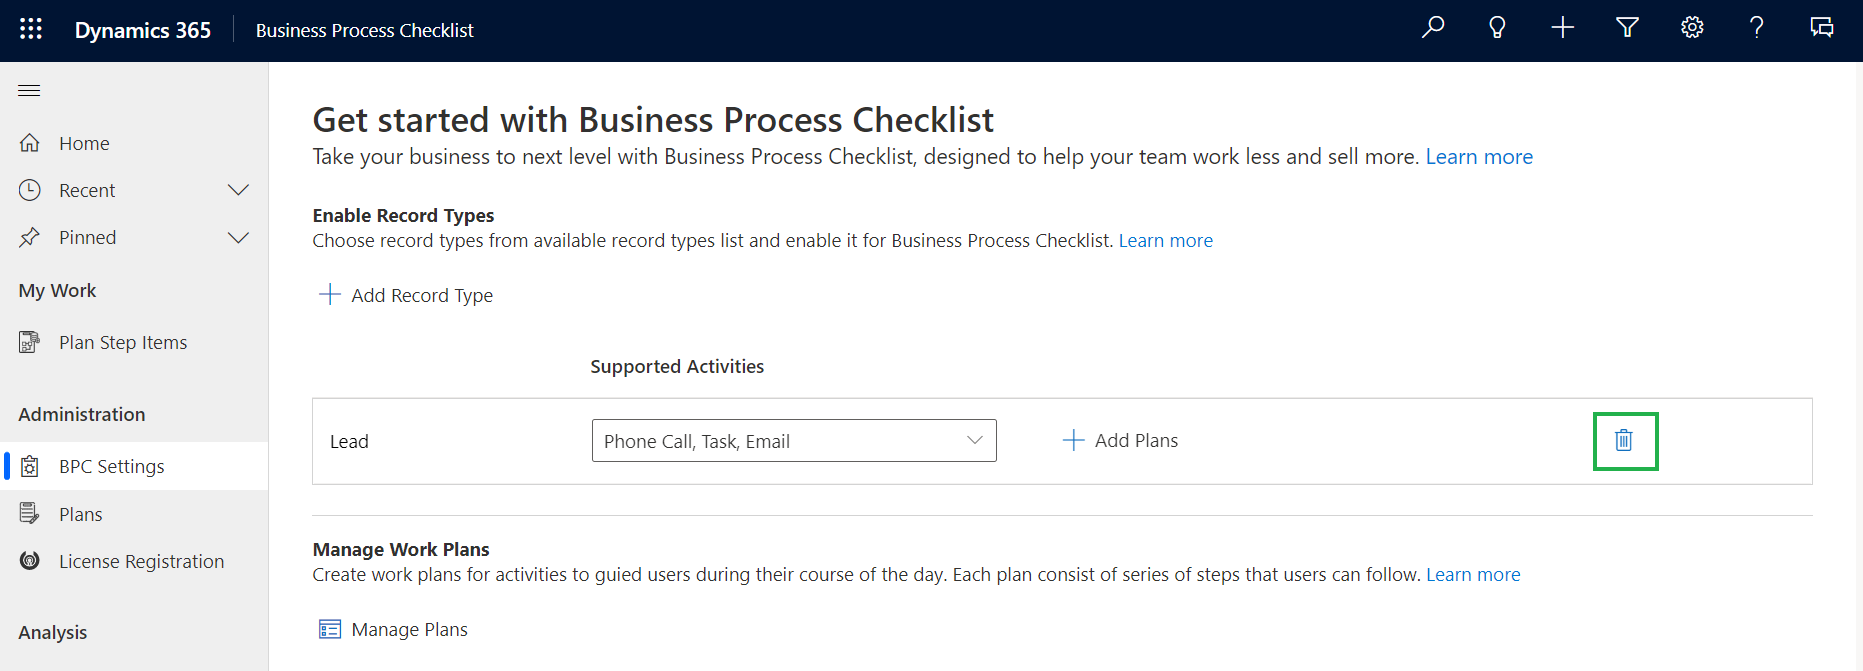 Dynamics 365
Business Process Checklist
Home
Recent
Pinned
My Work
Plan Step Items
Administration
BPC Settings
Plans
License Registration
Analysis
Get started with Business Process Checklist
Take your business to next level with Business Process Checklist, designed to help your team work less and sell more. Learn more
Enable Record Types
Choose record types from available record types list and enable it for Business Process Checklist. Learn more
Add Record Type
Supported Activities
Lead
Phone Call, Task, Email
Add Plans
Manage Work Plans
Create work plans for activities to guied users during their course of the day. Each plan consist of series of steps that users can follow. Learn more
Manage Plans